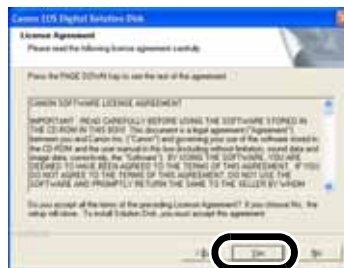 Canon EOS Digital Solution Disk
License Agreement
Please read the following license agreement carefully.
Press the PAGE DOWN key to see the rest of the agreement.
CANON SOFTWARE LICENSE AGREEMENT
IMPORTANT - READ CAREFULLY BEFORE USING THE SOFTWARE STORED IN
THE CD-ROM IN THIS BOX! This document is a legal agreement ("Agreement")
between you and Canon Inc. ("Canon") and governing your use of the software stored in
the CD-ROM and the user manual in this box (including without limitation, sound data and
image data, collectively, the "Software"). BY USING THE SOFTWARE, YOU ARE
DEEMED TO HAVE BEEN AGREED TO THE TERMS OF THIS AGREEMENT. IF YOU
DO NOT AGREE TO THE TERMS OF THIS AGREEMENT, DO NOT USE THE
SOFTWARE AND PROMPTLY RETURN THE SAME TO THE SELLER BY WHOM
Do you accept all the terms of the preceding License Agreement? If you choose No, the
setup will close. To install Solution Disk, you must accept this agreement.
Yes
No